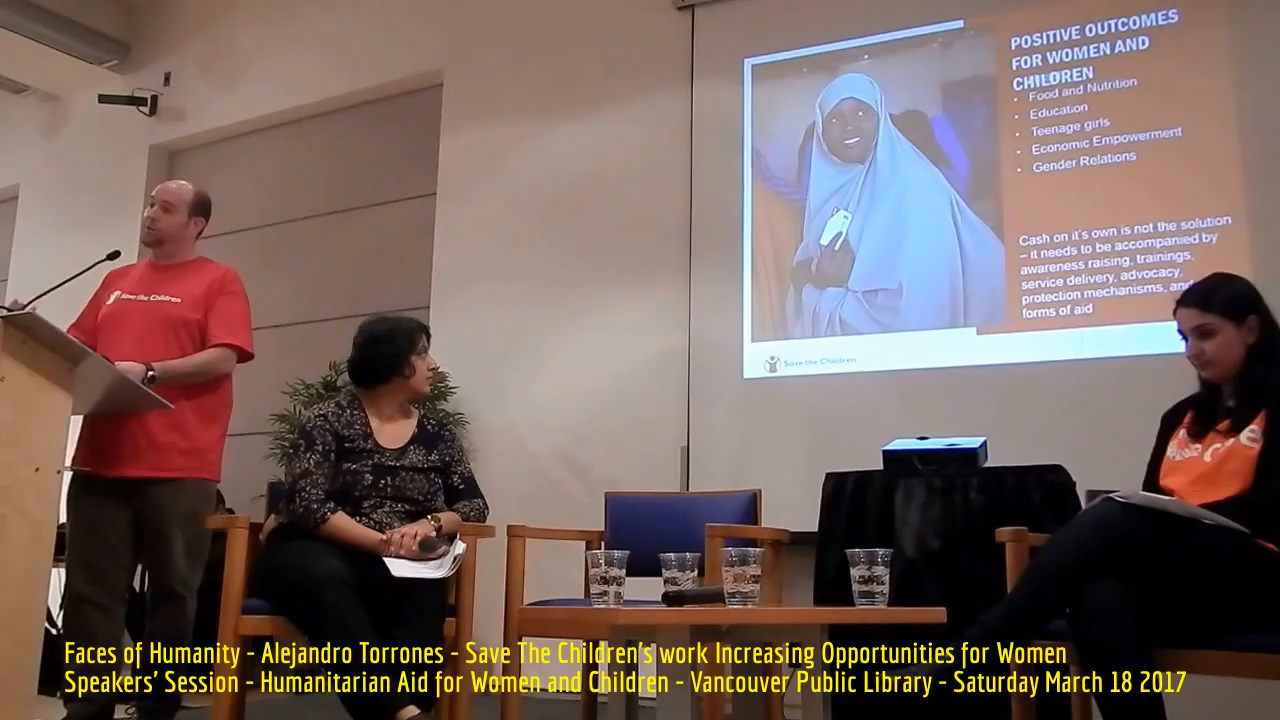 POSITIVE OUTCOMES
FOR WOMEN AND
CHILDREN
• Food and Nutrition
• Education
• Teenage girls
• Economic Empowerment
• Gender Relations
Cash on it's own is not the solution
– it needs to be accompanied by
awareness raising, trainings,
service delivery, advocacy,
protection mechanisms, and
forms of aid
Save the Children
Save the Children
Faces of Humanity - Alejandro Torrones - Save The Children's work Increasing Opportunities for Women
Speakers' Session - Humanitarian Aid for Women and Children - Vancouver Public Library - Saturday March 18 2017